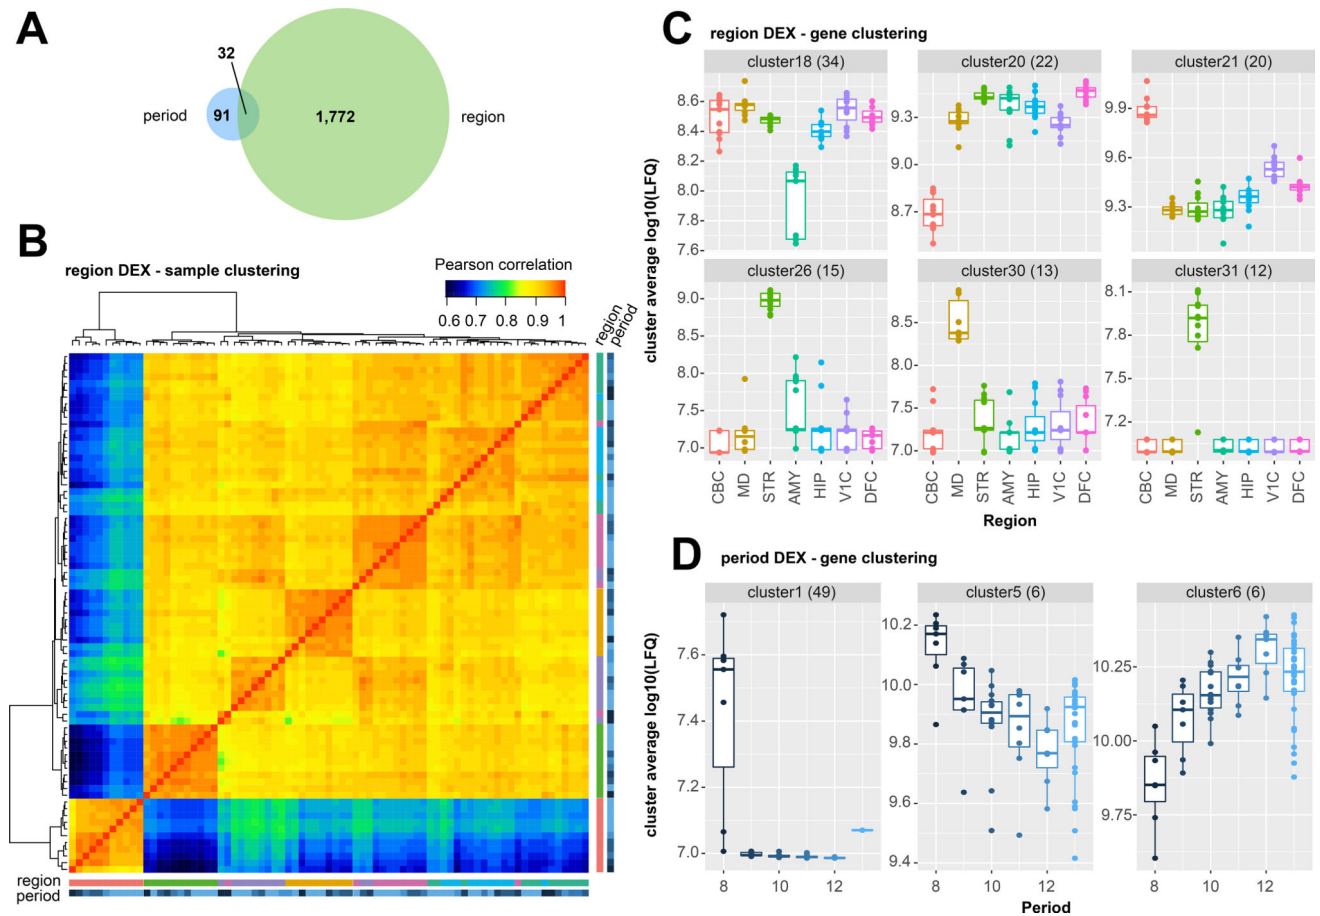 A
32
period
91
1,772
region
B
region DEX - sample clustering
Pearson correlation
0.6 0.7 0.8 0.9 1
region
period
region
period
C
region DEX - gene clustering
cluster18 (34)
cluster20 (22)
cluster21 (20)
8.6
8.4
8.2
8.0
7.8
7.6
9.3
9.0
8.7
9.9
9.6
9.3
cluster average log10(LFQ)
cluster26 (15)
cluster30 (13)
cluster31 (12)
9.0
8.5
8.0
7.5
7.0
8.5
8.0
7.5
7.0
8.1
7.8
7.5
7.2
CBC MD STR AMY HIP V1C DFC
CBC MD STR AMY HIP V1C DFC
CBC MD STR AMY HIP V1C DFC
Region
D
period DEX - gene clustering
cluster1 (49)
cluster5 (6)
cluster6 (6)
cluster average log10(LFQ)
7.6
7.4
7.2
7.0
10.2
10.0
9.8
9.6
9.4
10.25
10.00
9.75
8 10 12
8 10 12
8 10 12
Period